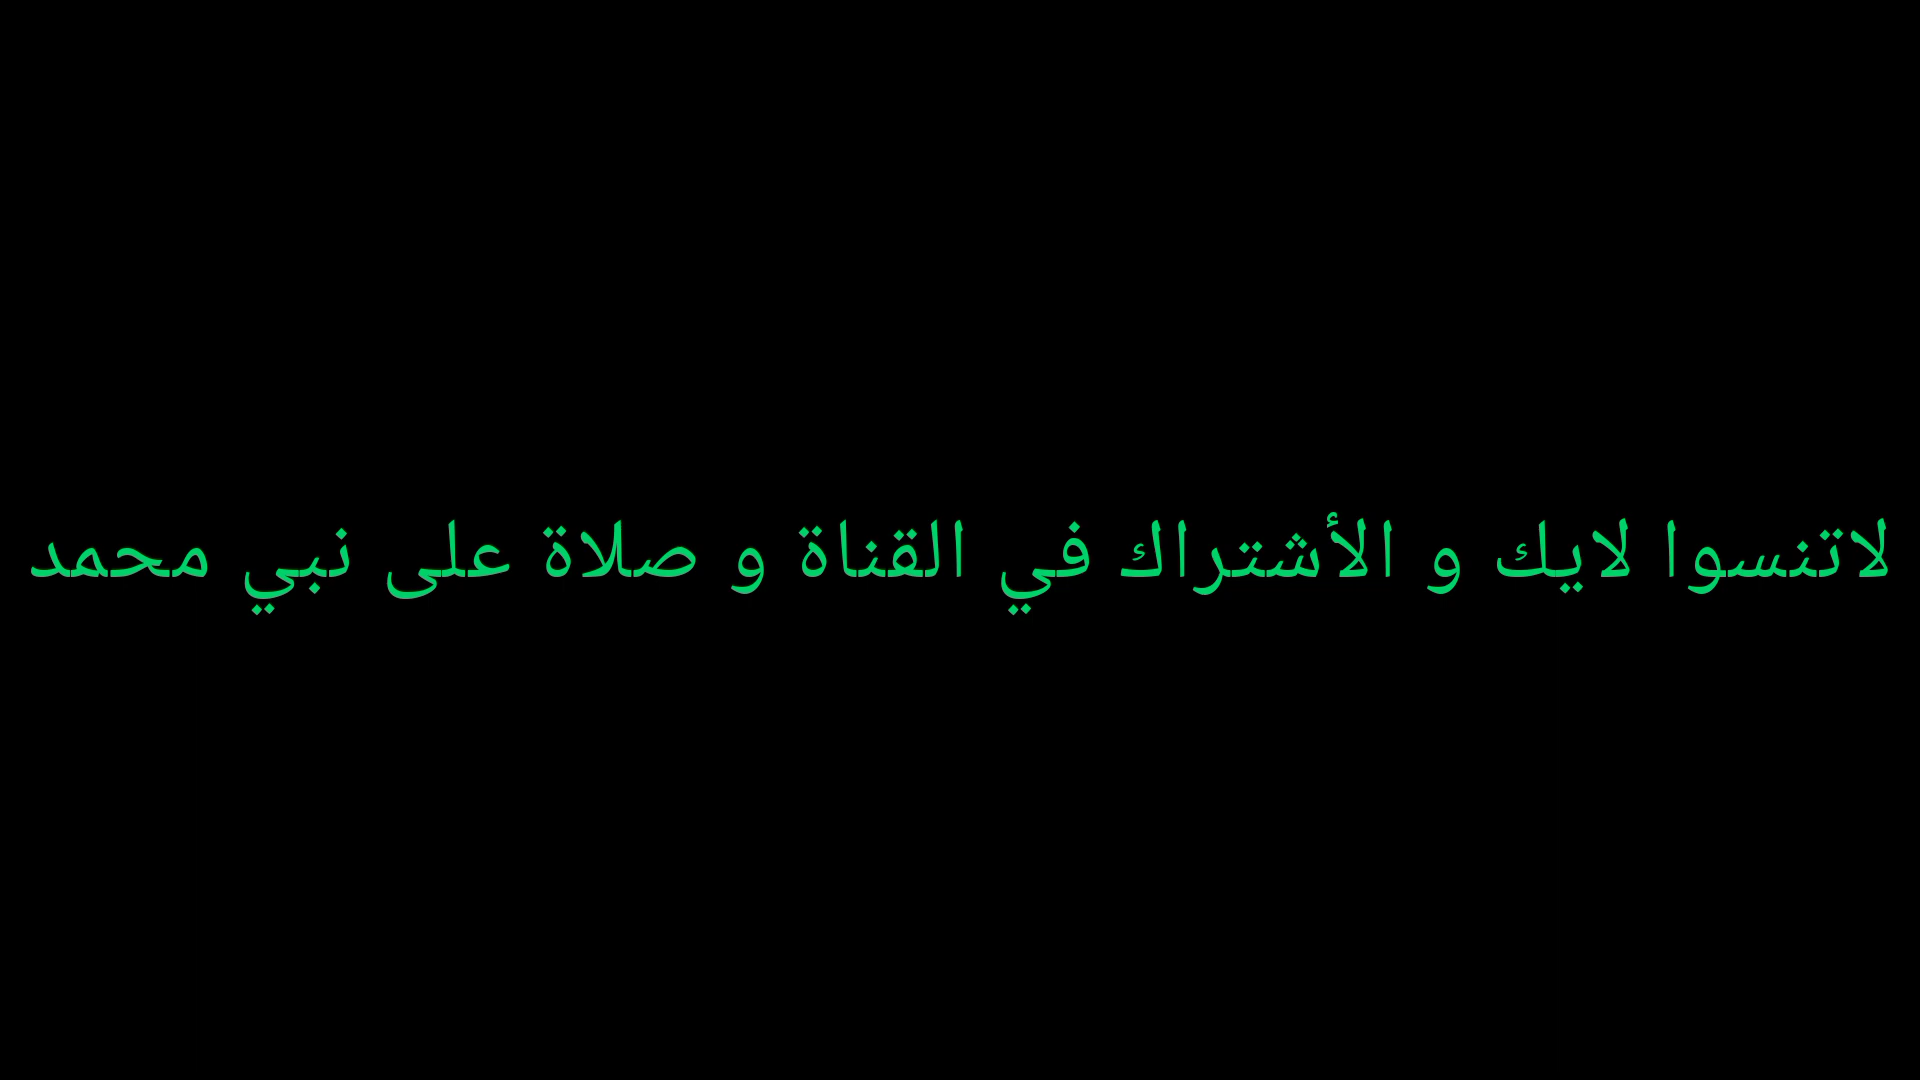 لاتنسوا لايك و الأشتراك في القناة و صلاة على نبي محمد